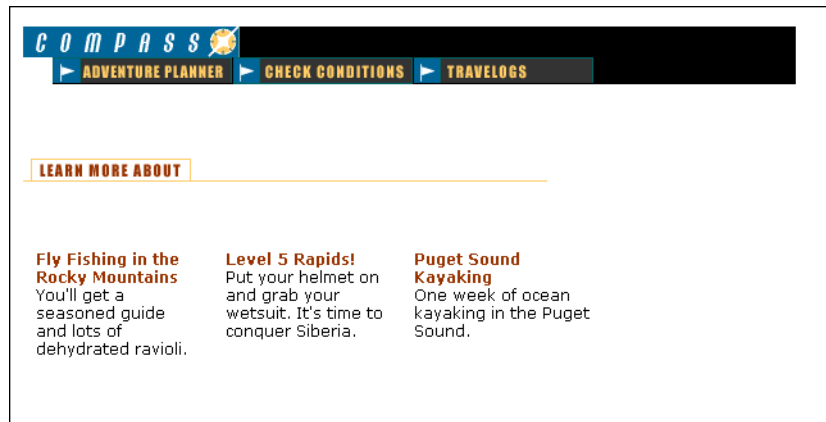 COMPASS
ADVENTURE PLANNER CHECK CONDITIONS TRAVELOGS
LEARN MORE ABOUT
Fly Fishing in the
Rocky Mountains
You'll get a
seasoned guide
and lots of
dehydrated ravioli.
Level 5 Rapids!
Put your helmet on
and grab your
wetsuit. It's time to
conquer Siberia.
Puget Sound
Kayaking
One week of ocean
kayaking in the Puget
Sound.